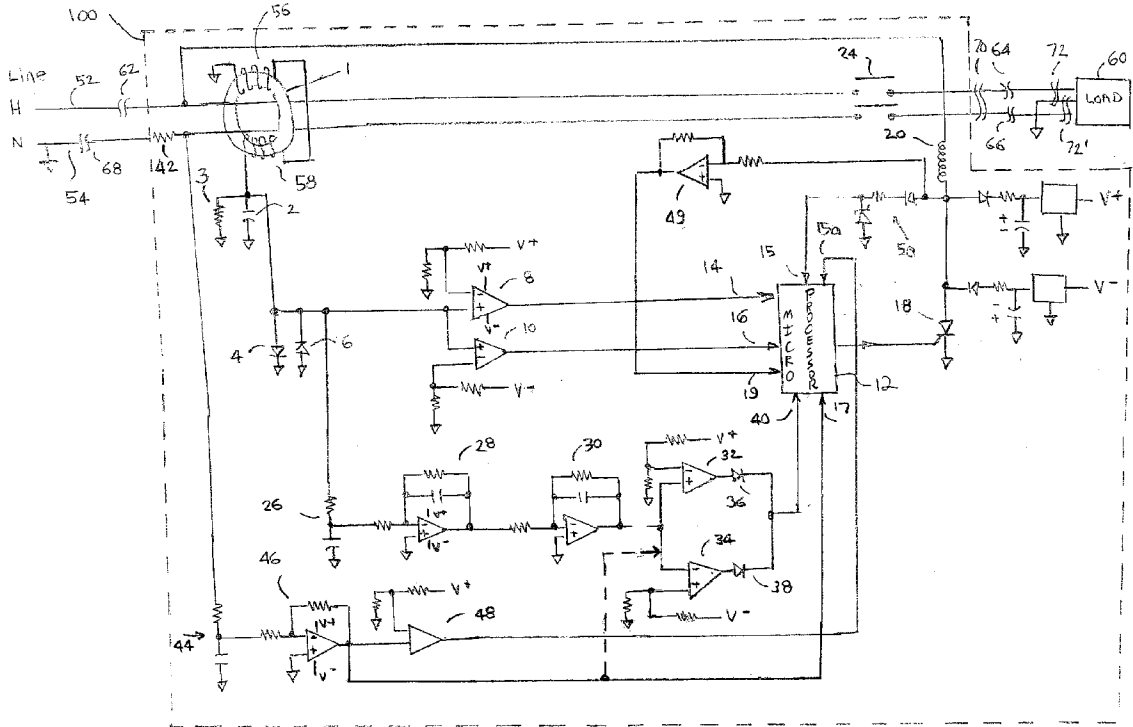 100
56
Line
52
62
1
24
70
64
72
60
H
LOAD
N
54
68
42
58
20
66
72'
3
2
49
50
V+
15
15a
V+
V+
8
V-
14
V-
18
4
6
10
16
MICRO
PROCESSOR
V-
19
12
40
17
28
30
V+
32
26
V+
V-
36
34
46
V+
38
V-
48
44
V+
V-